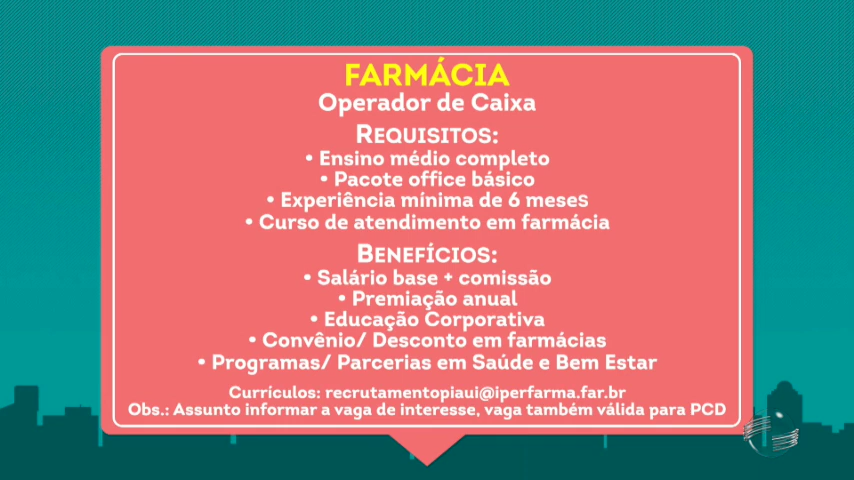 FARMÁCIA
Operador de Caixa
REQUISITOS:
• Ensino médio completo
• Pacote office básico
• Experiência mínima de 6 meses
• Curso de atendimento em farmácia
BENEFÍCIOS:
• Salário base + comissão
• Premiação anual
• Educação Corporativa
• Convênio/ Desconto em farmácias
• Programas/ Parcerias em Saúde e Bem Estar
Currículos: recrutamentopiaui@iperfarma.far.br
Obs.: Assunto informar a vaga de interesse, vaga também válida para PCD